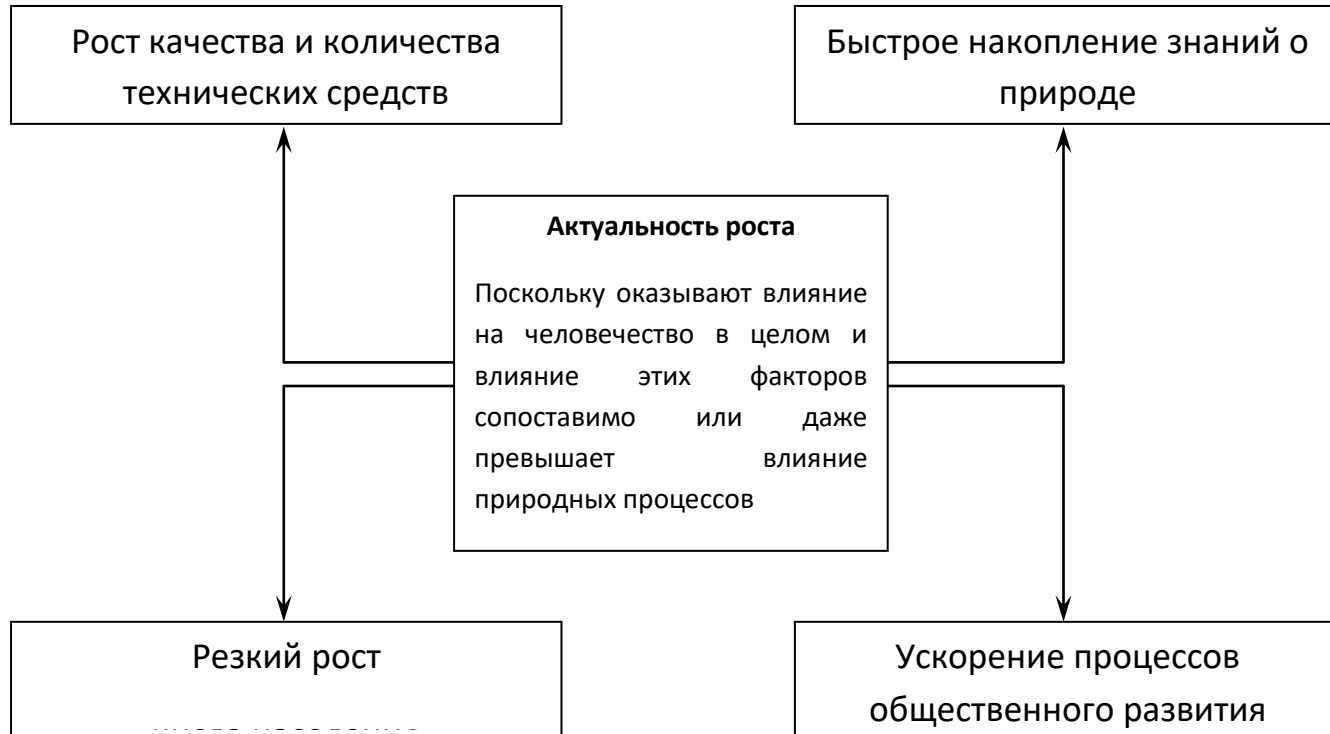 Рост качества и количества
технических средств
Быстрое накопление знаний о
природе
Актуальность роста
Поскольку оказывают влияние
на человечество в целом и
влияние этих факторов
сопоставимо или даже
превышает влияние
природных процессов
Резкий рост
населения
Ускорение процессов
общественного развития